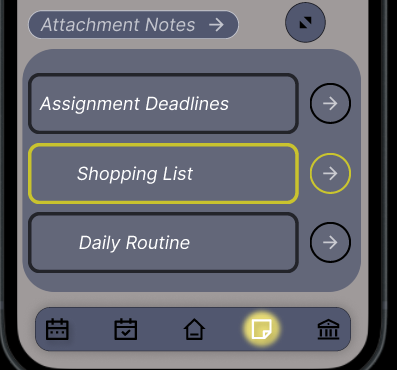 Attachment Notes
Assignment Deadlines
Shopping List
Daily Routine